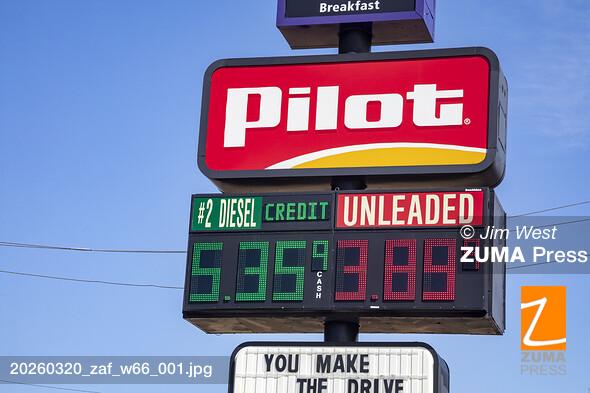 Breakfast
Pilot®
#2 DIESEL CREDIT UNLEADED
5.35 9 CASH 3.88
© Jim West
ZUMA Press
20260320_zaf_w66_001.jpg
ZUMA
PRESS
YOU MAKE
THE DRIVE